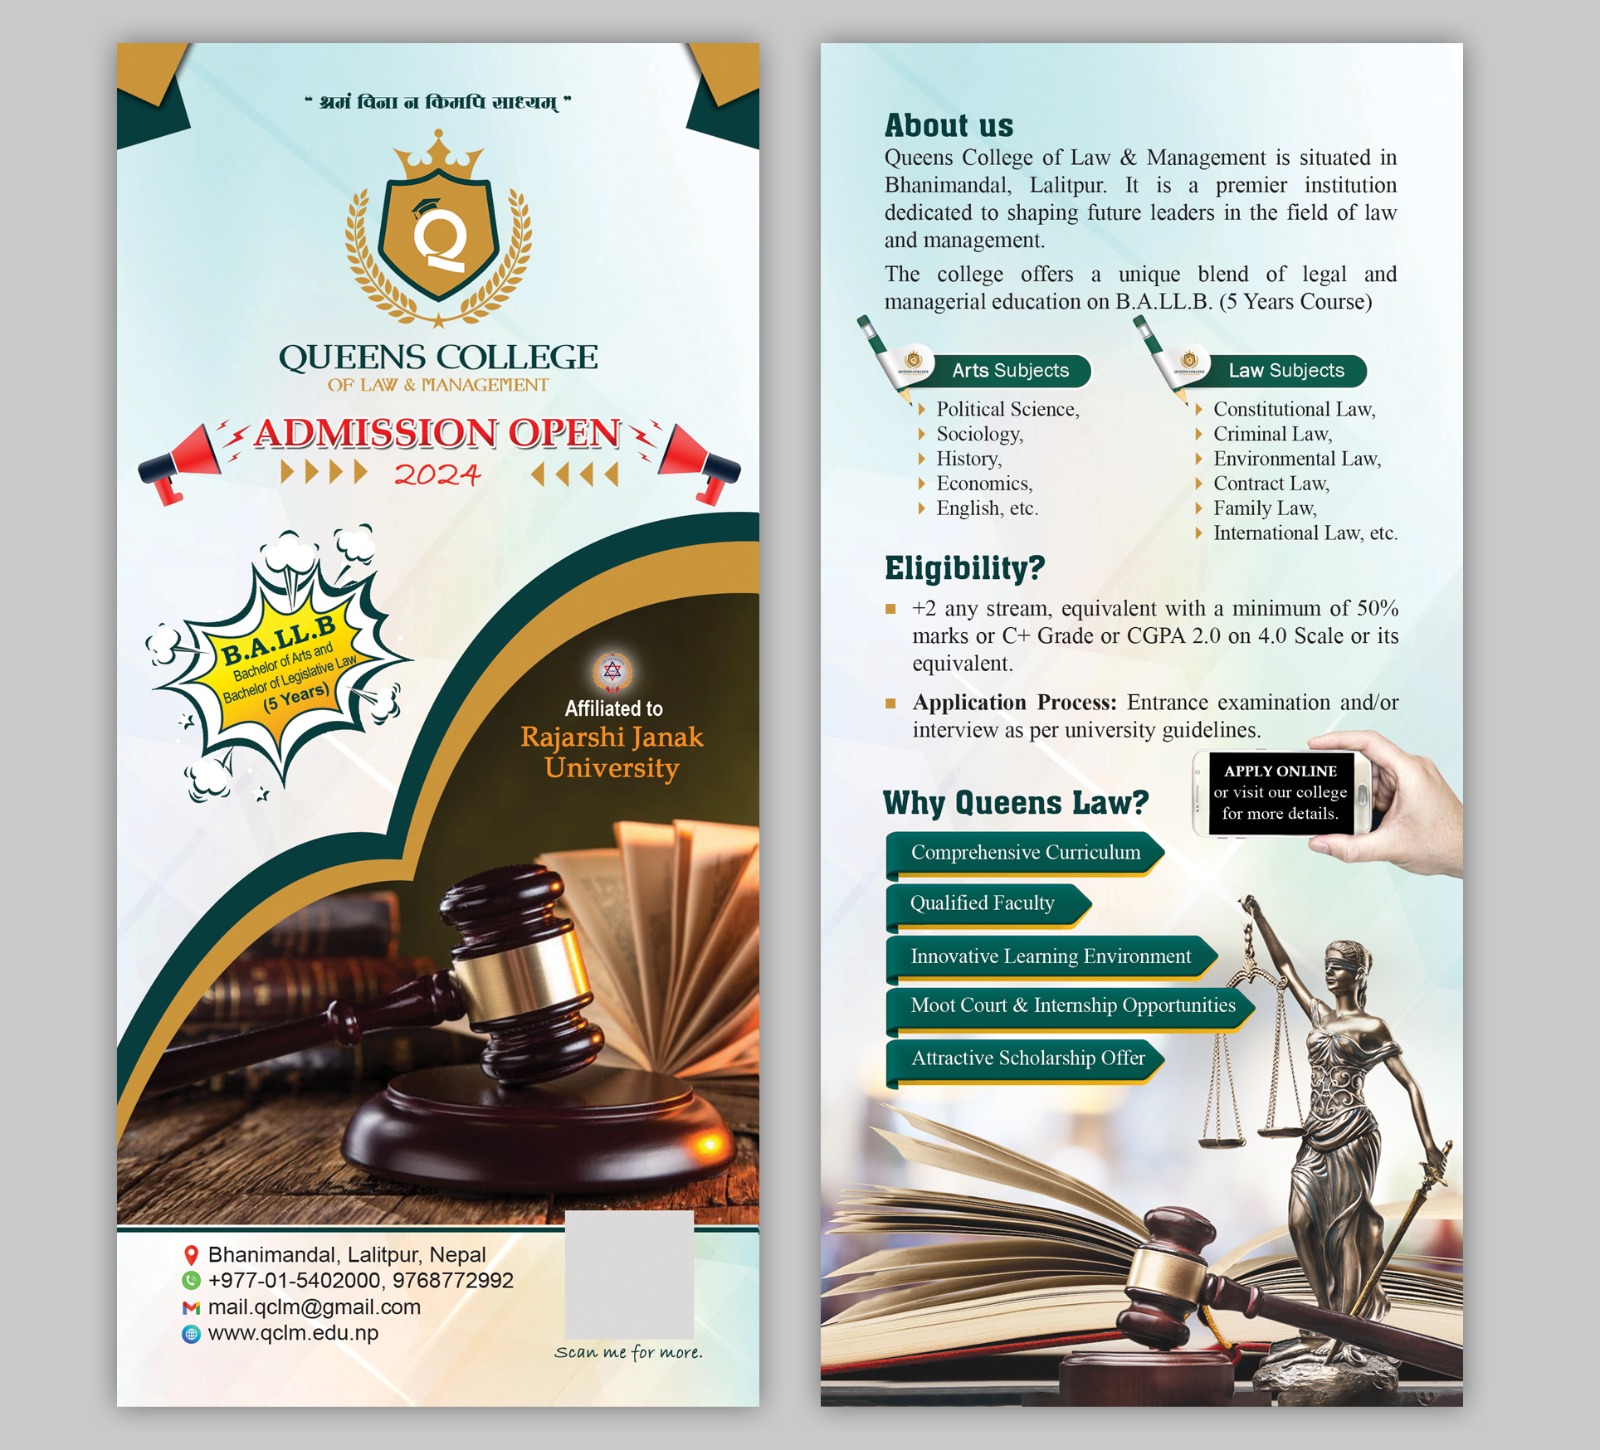 “ श्रमं विना न किमपि साध्यम् ”
Q
QUEENS COLLEGE
OF LAW & MANAGEMENT
ADMISSION OPEN
2024
B.A.LL.B
Bachelor of Arts and
Bachelor of Legislative Law
(5 Years)
Affiliated to
Rajarshi Janak
University
Bhanimandal, Lalitpur, Nepal
+977-01-5402000, 9768772992
mail.qclm@gmail.com
www.qclm.edu.np
Scan me for more.
About us
Queens College of Law & Management is situated in
Bhanimandal, Lalitpur. It is a premier institution
dedicated to shaping future leaders in the field of law
and management.
The college offers a unique blend of legal and
managerial education on B.A.LL.B. (5 Years Course)
QUEENS COLLEGE
Arts Subjects
Political Science,
Sociology,
History,
Economics,
English, etc.
QUEENS COLLEGE
Law Subjects
Constitutional Law,
Criminal Law,
Environmental Law,
Contract Law,
Family Law,
International Law, etc.
Eligibility?
+2 any stream, equivalent with a minimum of 50%
marks or C+ Grade or CGPA 2.0 on 4.0 Scale or its
equivalent.
Application Process: Entrance examination and/or
interview as per university guidelines.
APPLY ONLINE
or visit our college
for more details.
Why Queens Law?
Comprehensive Curriculum
Qualified Faculty
Innovative Learning Environment
Moot Court & Internship Opportunities
Attractive Scholarship Offer